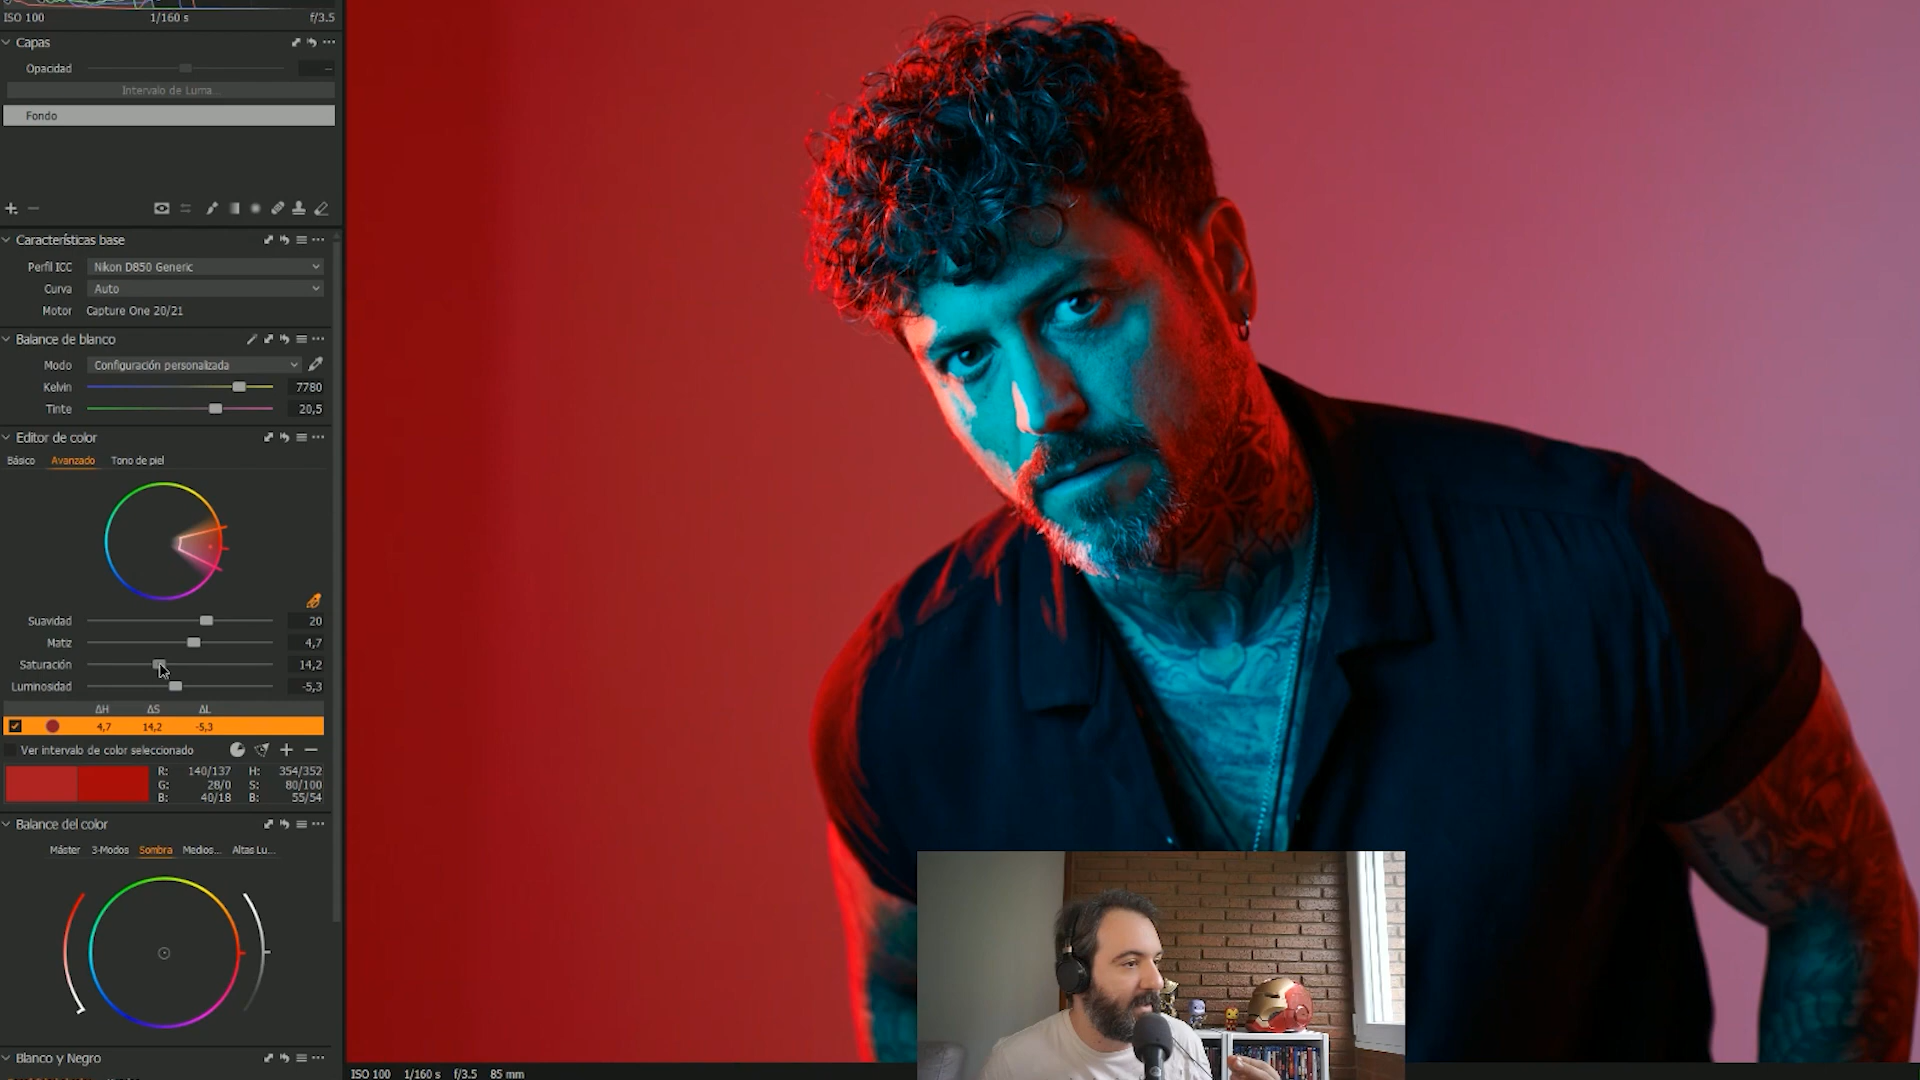 ISO 100 1/160 s f/3.5
Capas
Opacidad
Intervalo de Luma...
Fondo
Características base
Perfil ICC Nikon D850 Generic
Curva Auto
Motor Capture One 20/21
Balance de blanco
Modo Configuración personalizada
Kelvin 7780
Tinte 20,5
Editor de color
Básico Avanzado Tono de piel
Suavidad 20
Matiz 4,7
Saturación 14,2
Luminosidad -5,3
ΔH ΔS ΔL
4,7 14,2 -5,3
Ver intervalo de color seleccionado
R: 140/137 H: 354/352
G: 28/0 S: 80/100
B: 40/18 B: 55/54
Balance del color
Máster 3-Modos Sombra Medios... Altas Lu...
Blanco y Negro
ISO 100 1/160 s f/3.5 85 mm